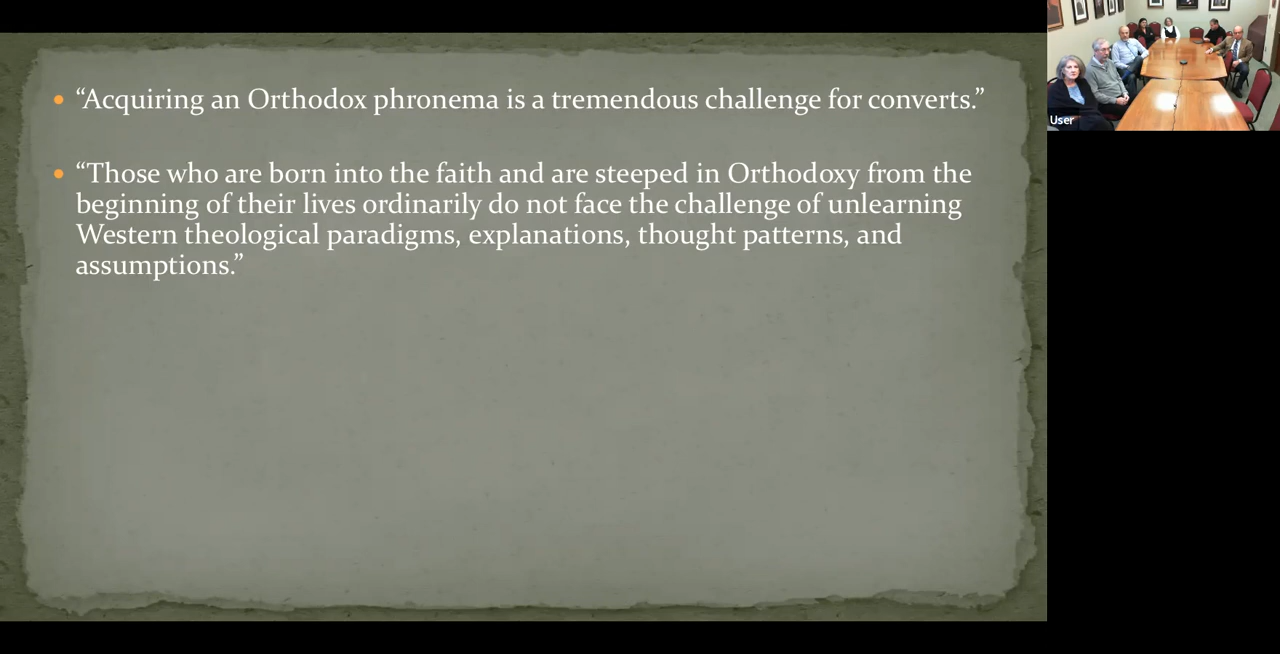 • “Acquiring an Orthodox phronema is a tremendous challenge for converts.”
• “Those who are born into the faith and are steeped in Orthodoxy from the
beginning of their lives ordinarily do not face the challenge of unlearning
Western theological paradigms, explanations, thought patterns, and
assumptions.”
User